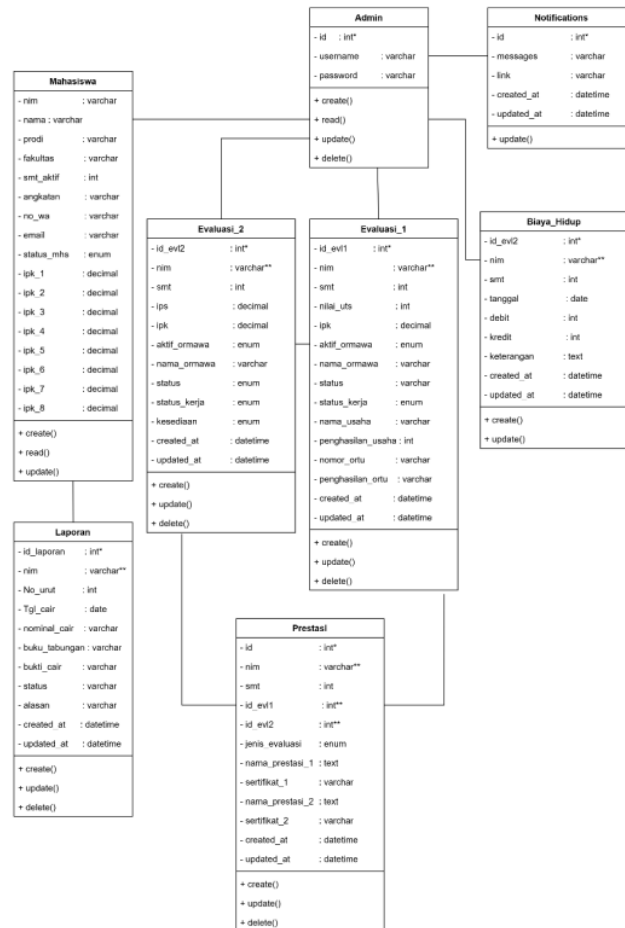 Admin
- id : int*
- username : varchar
- password : varchar
+ create()
+ read()
+ update()
+ delete()
Notifications
- id : int*
- messages : varchar
- link : varchar
- created_at : datetime
- updated_at : datetime
+ update()
Mahasiswa
- nim : varchar
- nama : varchar
- prodi : varchar
- fakultas : varchar
- smt_aktif : int
- angkatan : varchar
- no_wa : varchar
- email : varchar
- status_mhs : enum
- ipk_1 : decimal
- ipk_2 : decimal
- ipk_3 : decimal
- ipk_4 : decimal
- ipk_5 : decimal
- ipk_6 : decimal
- ipk_7 : decimal
- ipk_8 : decimal
+ create()
+ read()
+ update()
Evaluasi_2
- id_evl2 : int*
- nim : varchar**
- smt : int
- ips : decimal
- ipk : decimal
- aktif_ormawa : enum
- nama_ormawa : varchar
- status : enum
- status_kerja : enum
- kesediaan : enum
- created_at : datetime
- updated_at : datetime
+ create()
+ update()
+ delete()
Evaluasi_1
- id_evl1 : int*
- nim : varchar**
- smt : int
- nilai_uts : int
- ipk : decimal
- aktif_ormawa : enum
- nama_ormawa : varchar
- status : varchar
- status_kerja : enum
- nama_usaha : varchar
- penghasilan_usaha : int
- nomor_ortu : varchar
- penghasilan_ortu : varchar
- created_at : datetime
- updated_at : datetime
+ create()
+ update()
+ delete()
Biaya_Hidup
- id_evl2 : int*
- nim : varchar**
- smt : int
- tanggal : date
- debit : int
- kredit : int
- keterangan : text
- created_at : datetime
- updated_at : datetime
+ create()
+ update()
Laporan
- id_laporan : int*
- nim : varchar**
- No_urut : int
- Tgl_cair : date
- nominal_cair : varchar
- buku_tabungan : varchar
- bukti_cair : varchar
- status : varchar
- alasan : varchar
- created_at : datetime
- updated_at : datetime
+ create()
+ update()
+ delete()
Prestasi
- id : int*
- nim : varchar**
- smt : int
- id_evl1 : int**
- id_evl2 : int**
- jenis_evaluasi : enum
- nama_prestasi_1 : text
- sertifikat_1 : varchar
- nama_prestasi_2 : text
- sertifikat_2 : varchar
- created_at : datetime
- updated_at : datetime
+ create()
+ update()
+ delete()